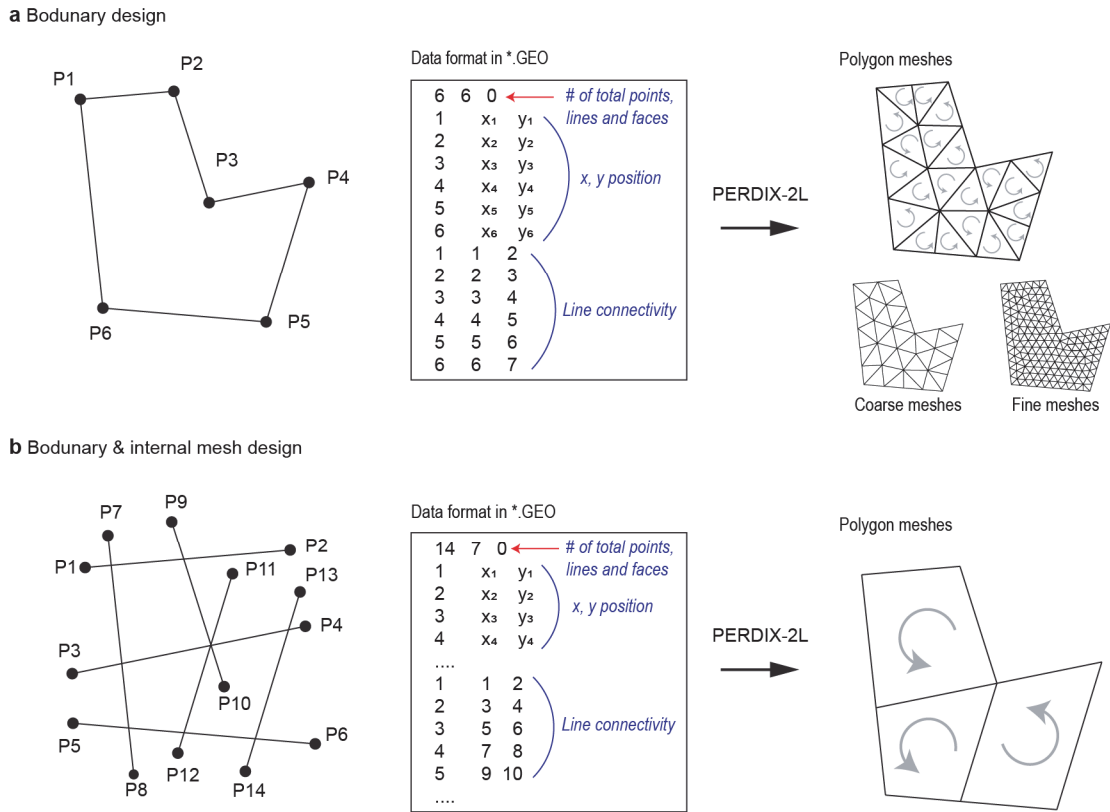 a Bodunary design
P1
P2
P3
P4
P5
P6
Data format in *.GEO
6 6 0
# of total points,
lines and faces
1 x₁ y₁
2 x₂ y₂
3 x₃ y₃
4 x₄ y₄
5 x₅ y₅
6 x₆ y₆
x, y position
1 1 2
2 2 3
3 3 4
4 4 5
5 5 6
6 6 7
Line connectivity
PERDIX-2L
Polygon meshes
Coarse meshes
Fine meshes
b Bodunary & internal mesh design
P7
P9
P1
P2
P11
P13
P3
P4
P10
P5
P6
P8
P12
P14
Data format in *.GEO
14 7 0
# of total points,
lines and faces
1 x₁ y₁
2 x₂ y₂
3 x₃ y₃
4 x₄ y₄
x, y position
....
1 1 2
2 3 4
3 5 6
4 7 8
5 9 10
Line connectivity
....
PERDIX-2L
Polygon meshes